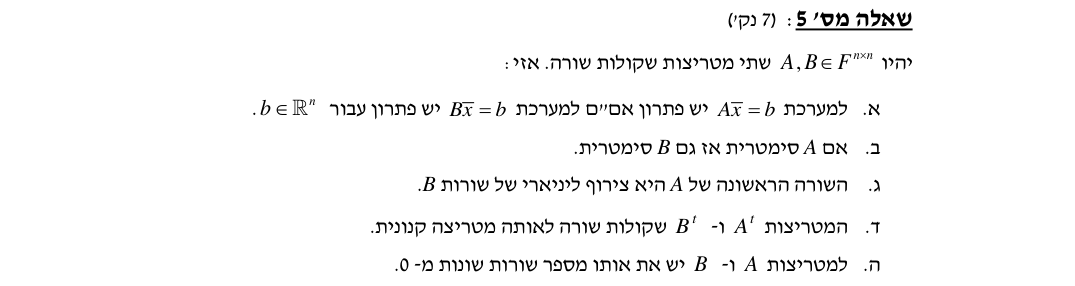 שאלה מס' 5 : (7 נק')
יהיו A, B ∈ F^{n×n} שתי מטריצות שקולות שורה. אזי:
א. למערכת A\overline{x} = b יש פתרון אם״ם למערכת B\overline{x} = b יש פתרון עבור b ∈ ℝ^n.
ב. אם A סימטרית אז גם B סימטרית.
ג. השורה הראשונה של A היא צירוף ליניארי של שורות B.
ד. המטריצות A^t ו- B^t שקולות שורה לאותה מטריצה קנונית.
ה. למטריצות A ו- B יש את אותו מספר שורות שונות מ- 0.